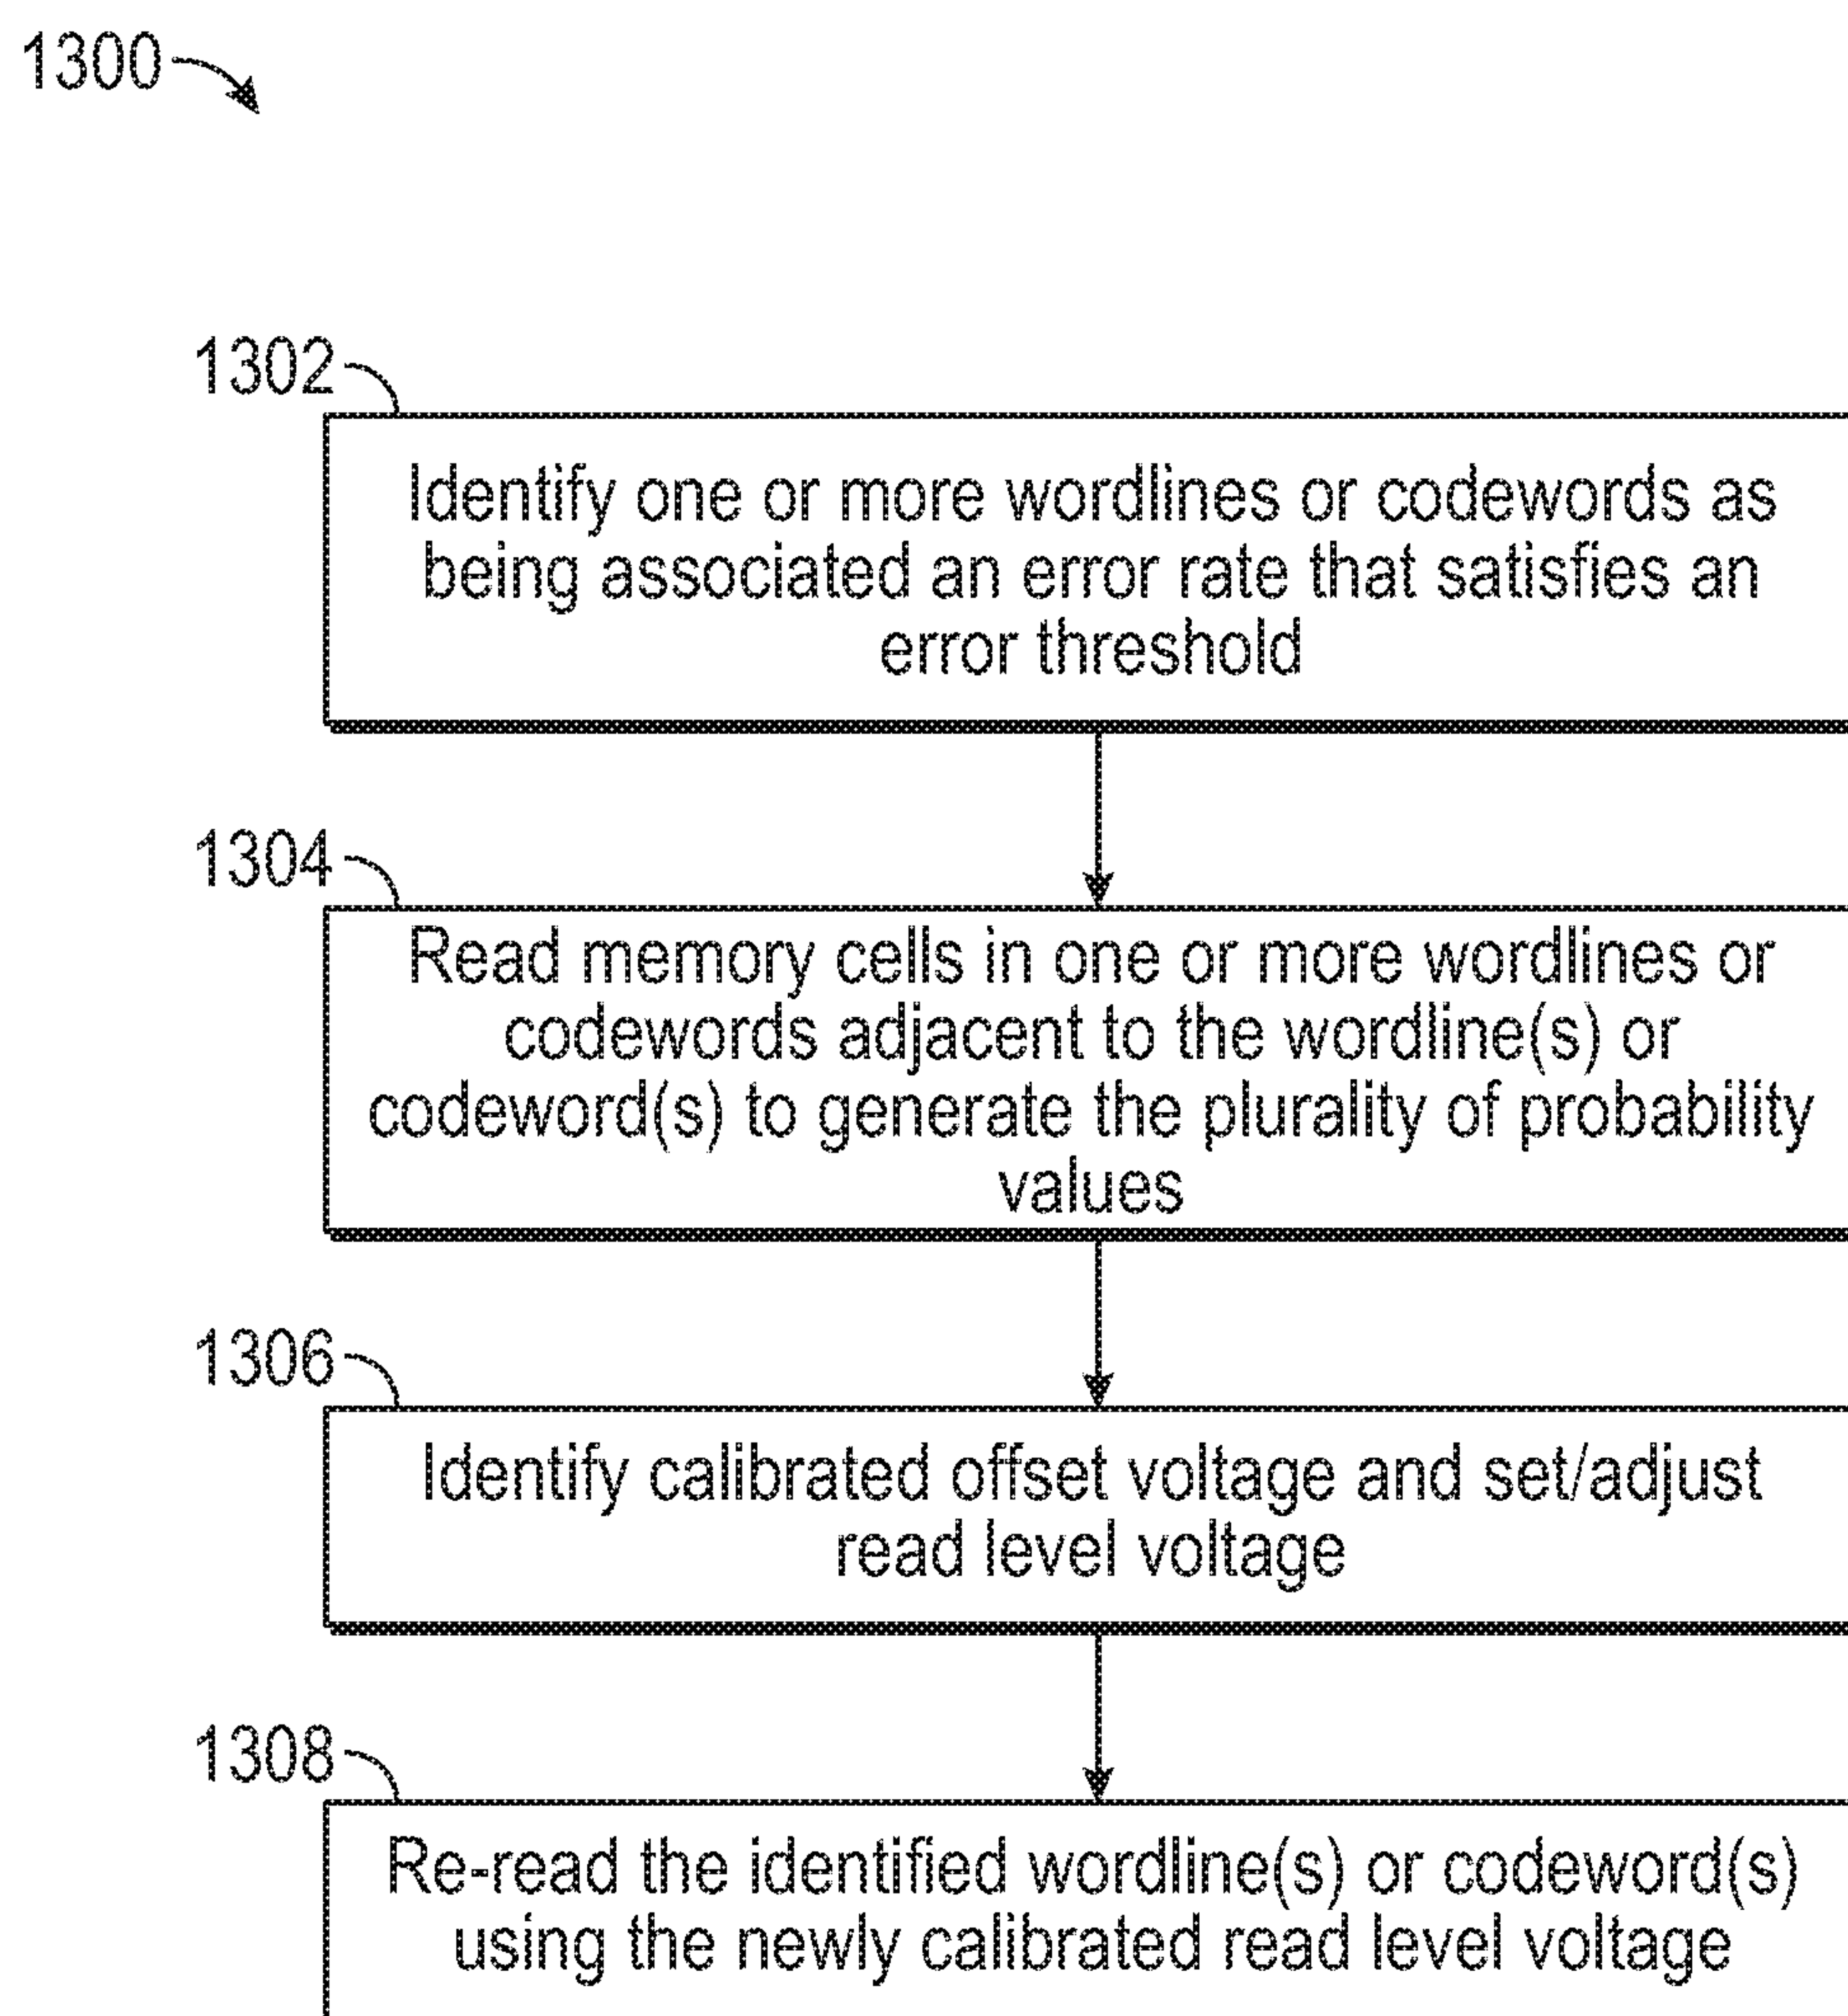 1300
1302
Identify one or more wordlines or codewords as
being associated an error rate that satisfies an
error threshold
1304
Read memory cells in one or more wordlines or
codewords adjacent to the wordline(s) or
codeword(s) to generate the plurality of probability
values
1306
Identify calibrated offset voltage and set/adjust
read level voltage
1308
Re-read the identified wordline(s) or codeword(s)
using the newly calibrated read level voltage